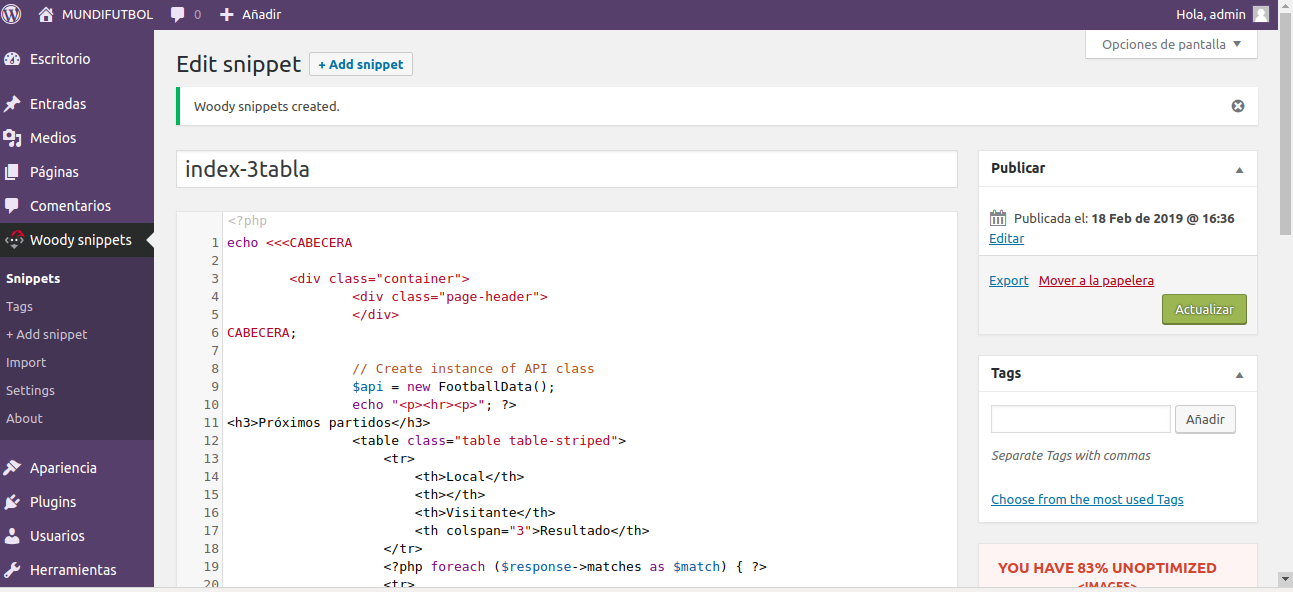 MUNDIFUTBOL 0 Añadir Hola, admin
Opciones de pantalla
Escritorio
Entradas
Medios
Páginas
Comentarios
Woody snippets
Snippets
Tags
+ Add snippet
Import
Settings
About
Apariencia
Plugins
Usuarios
Herramientas
Edit snippet + Add snippet
Woody snippets created.
index-3tabla
<?php
1 echo <<<CABECERA
2
3 <div class="container">
4 <div class="page-header">
5 </div>
6 CABECERA;
7
8 // Create instance of API class
9 $api = new FootballData();
10 echo "<p><hr><p>"; ?>
11 <h3>Próximos partidos</h3>
12 <table class="table table-striped">
13 <tr>
14 <th>Local</th>
15 <th></th>
16 <th>Visitante</th>
17 <th colspan="3">Resultado</th>
18 </tr>
19 <?php foreach ($response->matches as $match) { ?>
20 <tr>
Publicar
Publicada el: 18 Feb de 2019 @ 16:36
Editar
Export Mover a la papelera
Actualizar
Tags
Añadir
Separate Tags with commas
Choose from the most used Tags
YOU HAVE 83% UNOPTIMIZED
<IMAGES>